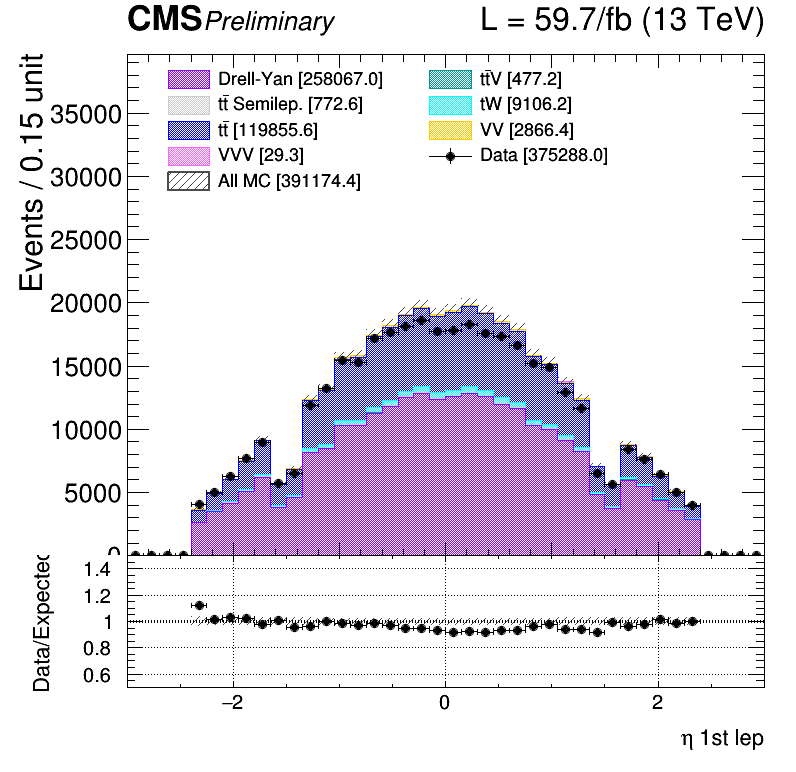 CMS Preliminary L = 59.7/fb (13 TeV)
Events / 0.15 unit
Drell-Yan [258067.0]
tt̄ Semilep. [772.6]
tt̄ [119855.6]
VVV [29.3]
All MC [391174.4]
tt̄V [477.2]
tW [9106.2]
VV [2866.4]
Data [375288.0]
35000
30000
25000
20000
15000
10000
5000
0
Data/Expected
1.4
1.2
1
0.8
0.6
−2 0 2
η 1st lep